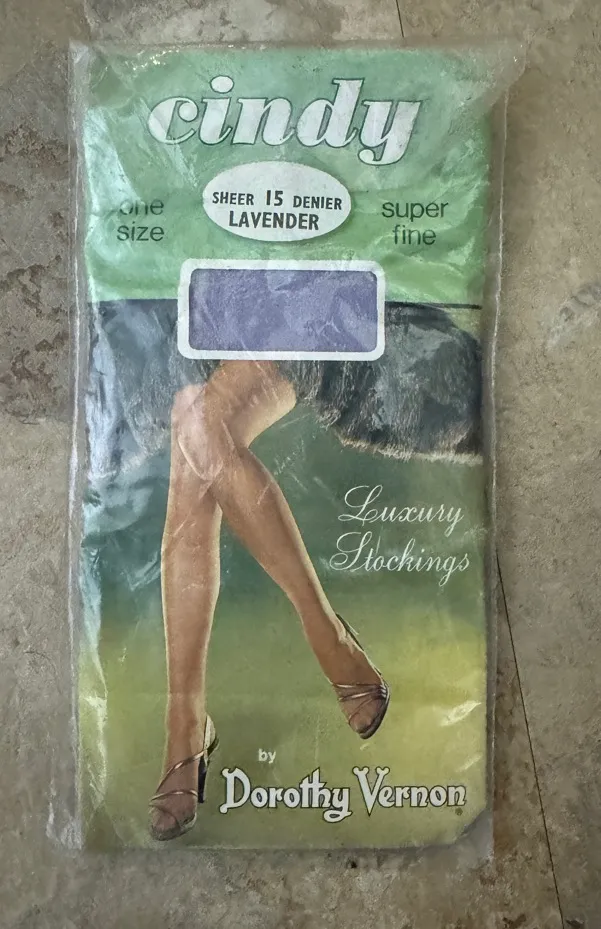 cindy
SHEER 15 DENIER
LAVENDER
one
size
super
fine
Luxury
Stockings
by
Dorothy Vernon
®